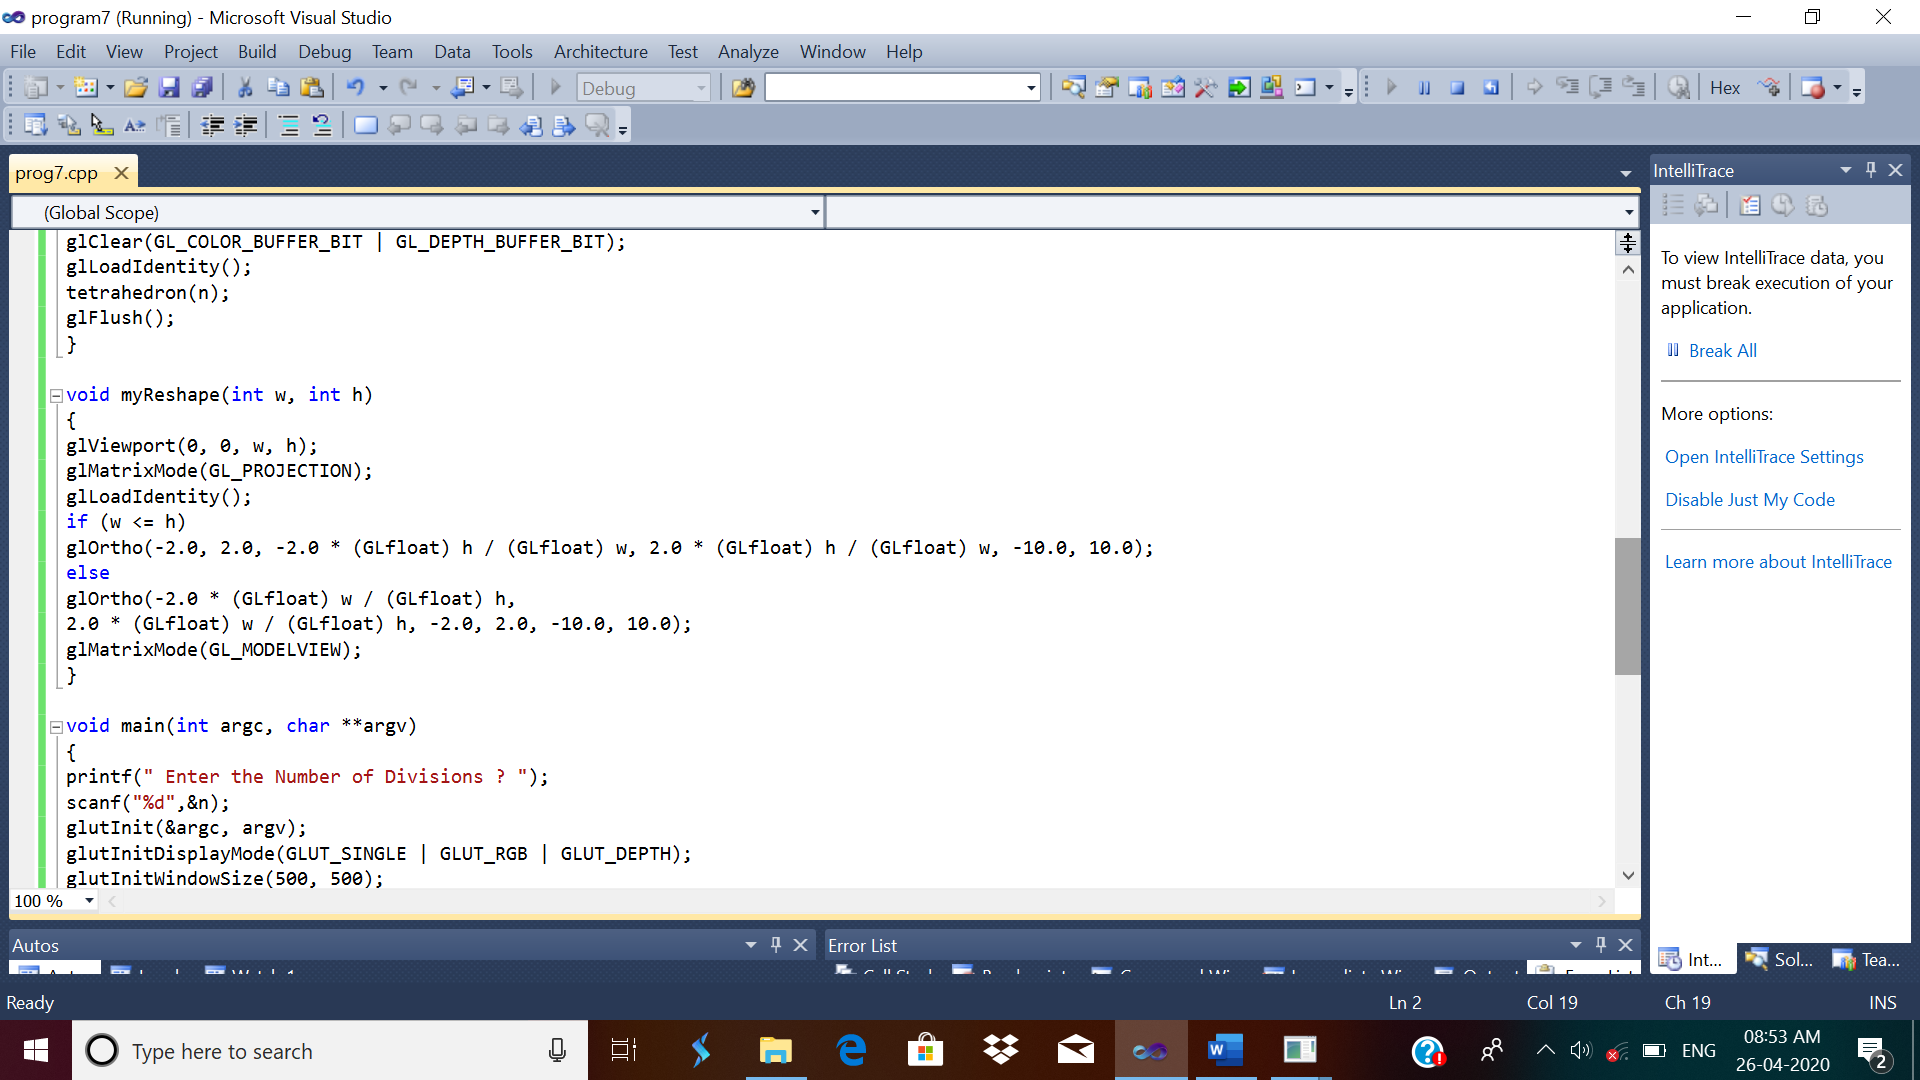 program7 (Running) - Microsoft Visual Studio
File Edit View Project Build Debug Team Data Tools Architecture Test Analyze Window Help
Debug
Hex
prog7.cpp
(Global Scope)
glClear(GL_COLOR_BUFFER_BIT | GL_DEPTH_BUFFER_BIT);
glLoadIdentity();
tetrahedron(n);
glFlush();
}
void myReshape(int w, int h)
{
glViewport(0, 0, w, h);
glMatrixMode(GL_PROJECTION);
glLoadIdentity();
if (w <= h)
glOrtho(-2.0, 2.0, -2.0 * (GLfloat) h / (GLfloat) w, 2.0 * (GLfloat) h / (GLfloat) w, -10.0, 10.0);
else
glOrtho(-2.0 * (GLfloat) w / (GLfloat) h,
2.0 * (GLfloat) w / (GLfloat) h, -2.0, 2.0, -10.0, 10.0);
glMatrixMode(GL_MODELVIEW);
}
void main(int argc, char **argv)
{
printf(" Enter the Number of Divisions ? ");
scanf("%d",&n);
glutInit(&argc, argv);
glutInitDisplayMode(GLUT_SINGLE | GLUT_RGB | GLUT_DEPTH);
glutInitWindowSize(500, 500);
100 %
IntelliTrace
To view IntelliTrace data, you
must break execution of your
application.
Break All
More options:
Open IntelliTrace Settings
Disable Just My Code
Learn more about IntelliTrace
Autos
Error List
Int... Sol... Tea...
Ready
Ln 2 Col 19 Ch 19 INS
Type here to search
ENG
08:53 AM
26-04-2020
2